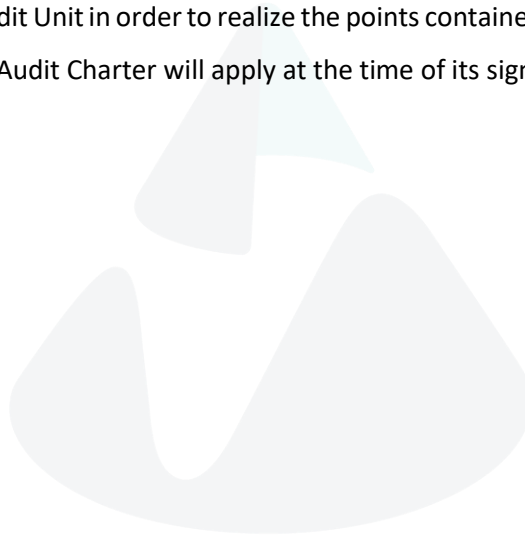 dit Unit in order to realize the points containe
Audit Charter will apply at the time of its sig